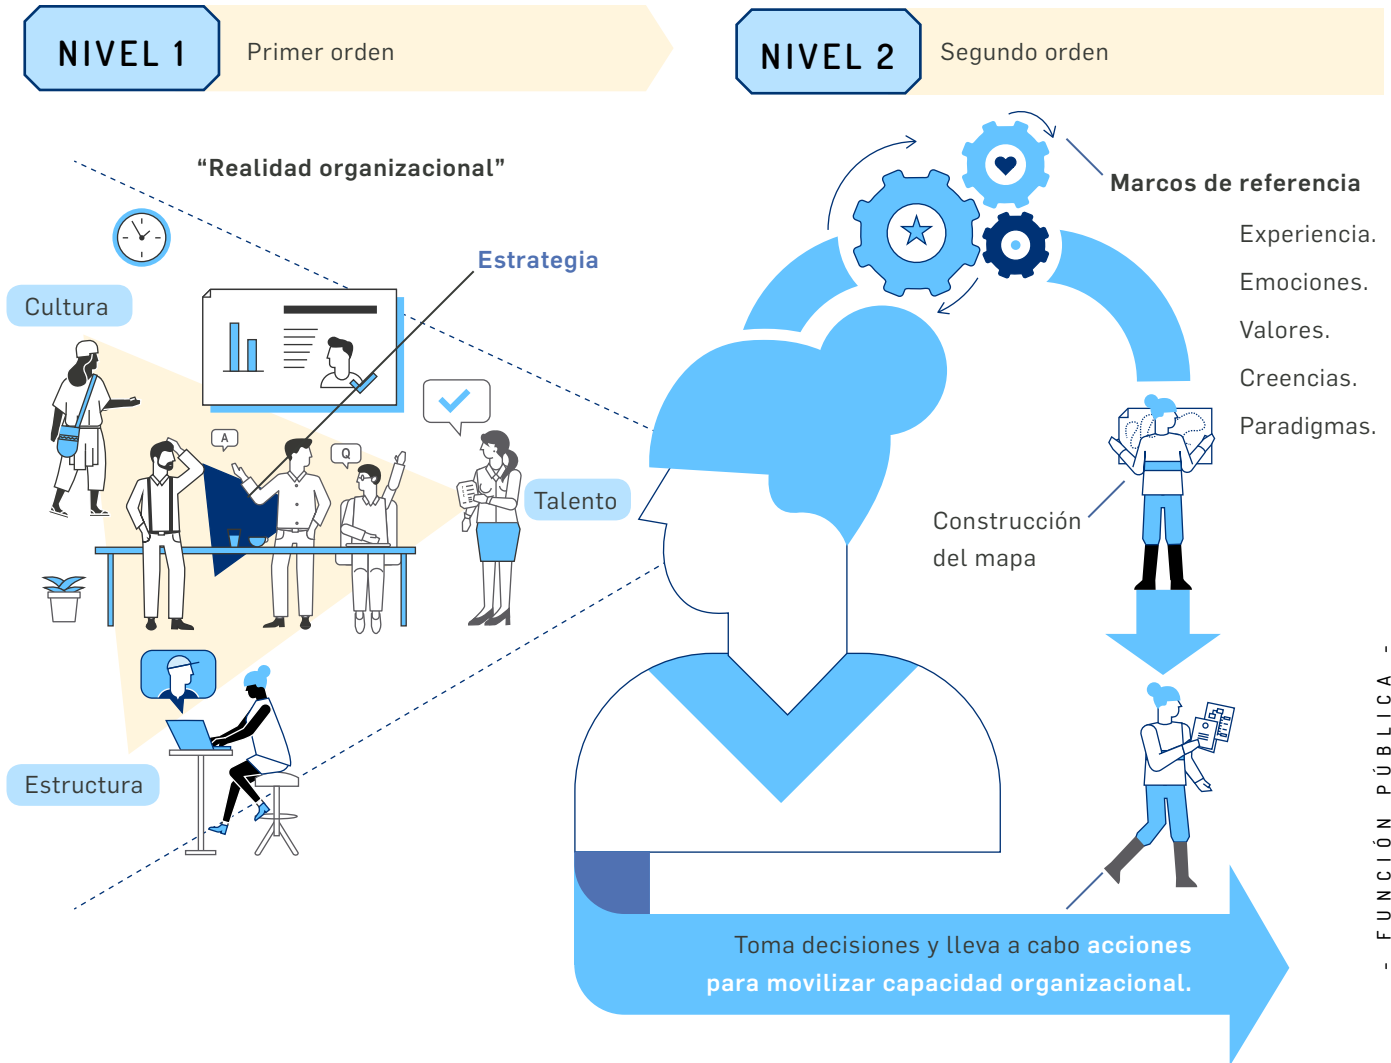 NIVEL 1
Primer orden
NIVEL 2
Segundo orden
“Realidad organizacional”
Estrategia
Cultura
A
Q
Talento
Estructura
Marcos de referencia
Experiencia.
Emociones.
Valores.
Creencias.
Paradigmas.
Construcción
del mapa
Toma decisiones y lleva a cabo acciones
para movilizar capacidad organizacional.
- FUNCIÓN PÚBLICA -